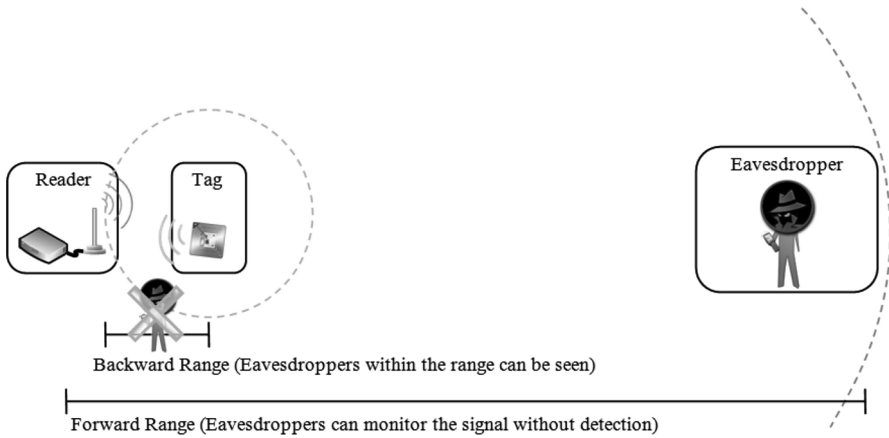 Reader
Tag
Eavesdropper
Backward Range (Eavesdroppers within the range can be seen)
Forward Range (Eavesdroppers can monitor the signal without detection)